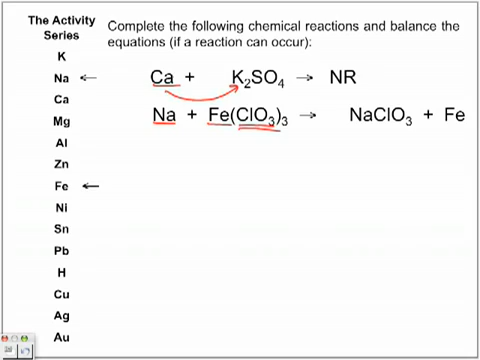 The Activity
Series
K
Na ←
Ca
Mg
Al
Zn
Fe ←
Ni
Sn
Pb
H
Cu
Ag
Au
Complete the following chemical reactions and balance the
equations (if a reaction can occur):
Ca + K₂SO₄ → NR
Na + Fe(ClO₃)₃ → NaClO₃ + Fe